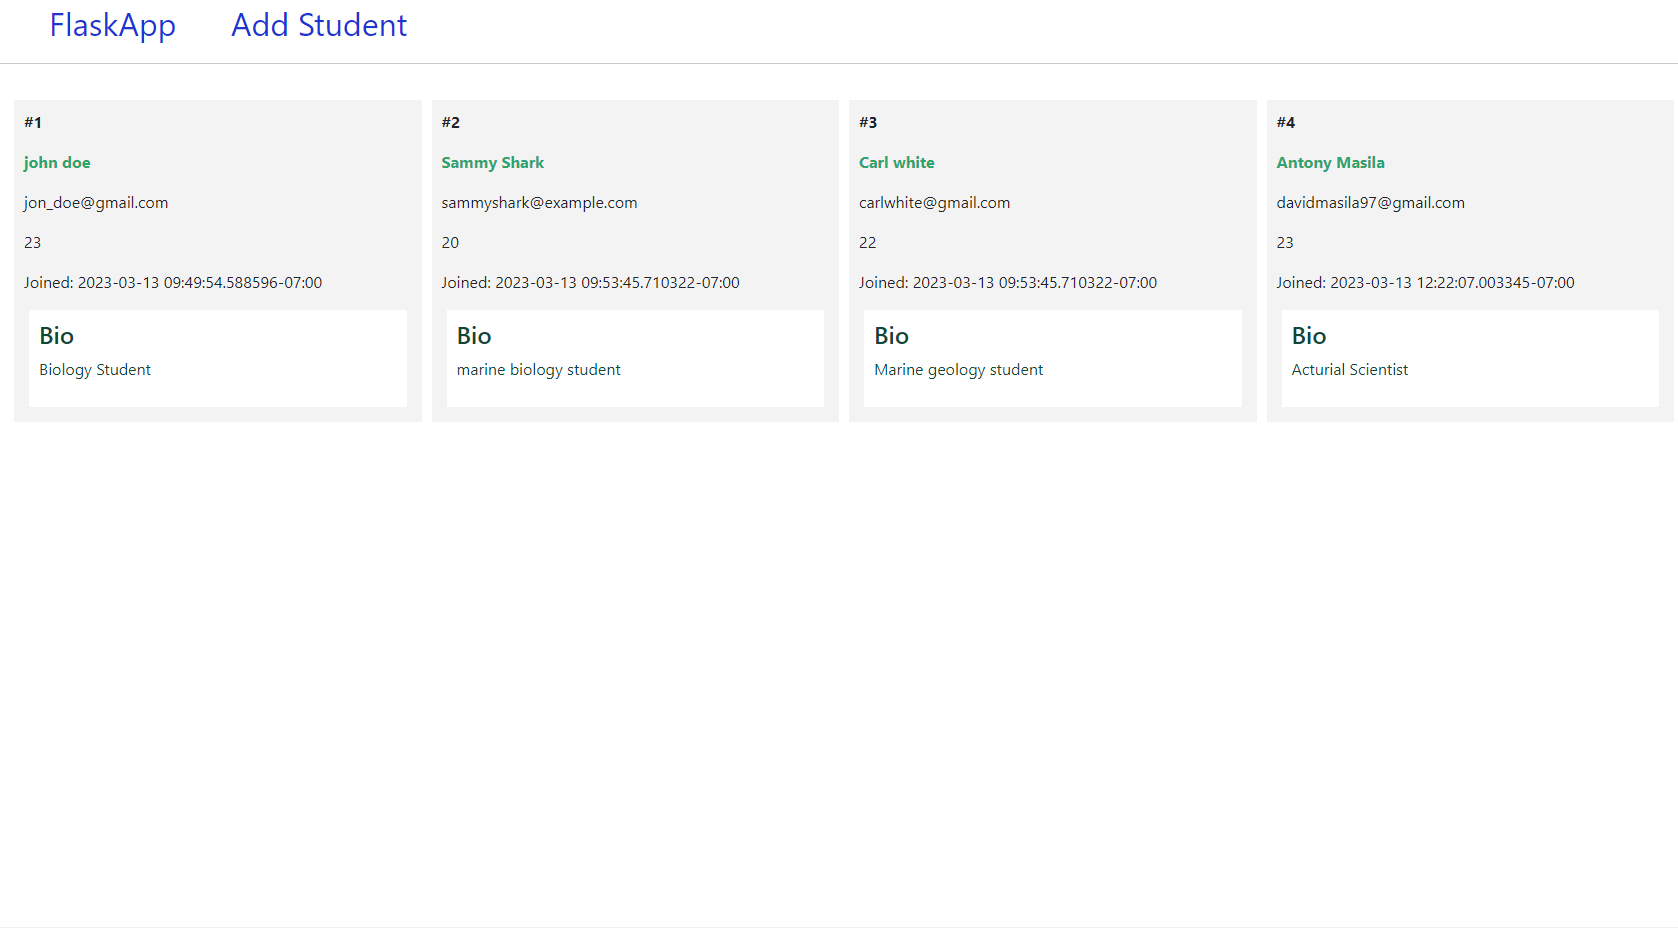 FlaskApp Add Student
#1
john doe
jon_doe@gmail.com
23
Joined: 2023-03-13 09:49:54.588596-07:00
Bio
Biology Student
#2
Sammy Shark
sammyshark@example.com
20
Joined: 2023-03-13 09:53:45.710322-07:00
Bio
marine biology student
#3
Carl white
carlwhite@gmail.com
22
Joined: 2023-03-13 09:53:45.710322-07:00
Bio
Marine geology student
#4
Antony Masila
davidmasila97@gmail.com
23
Joined: 2023-03-13 12:22:07.003345-07:00
Bio
Acturial Scientist